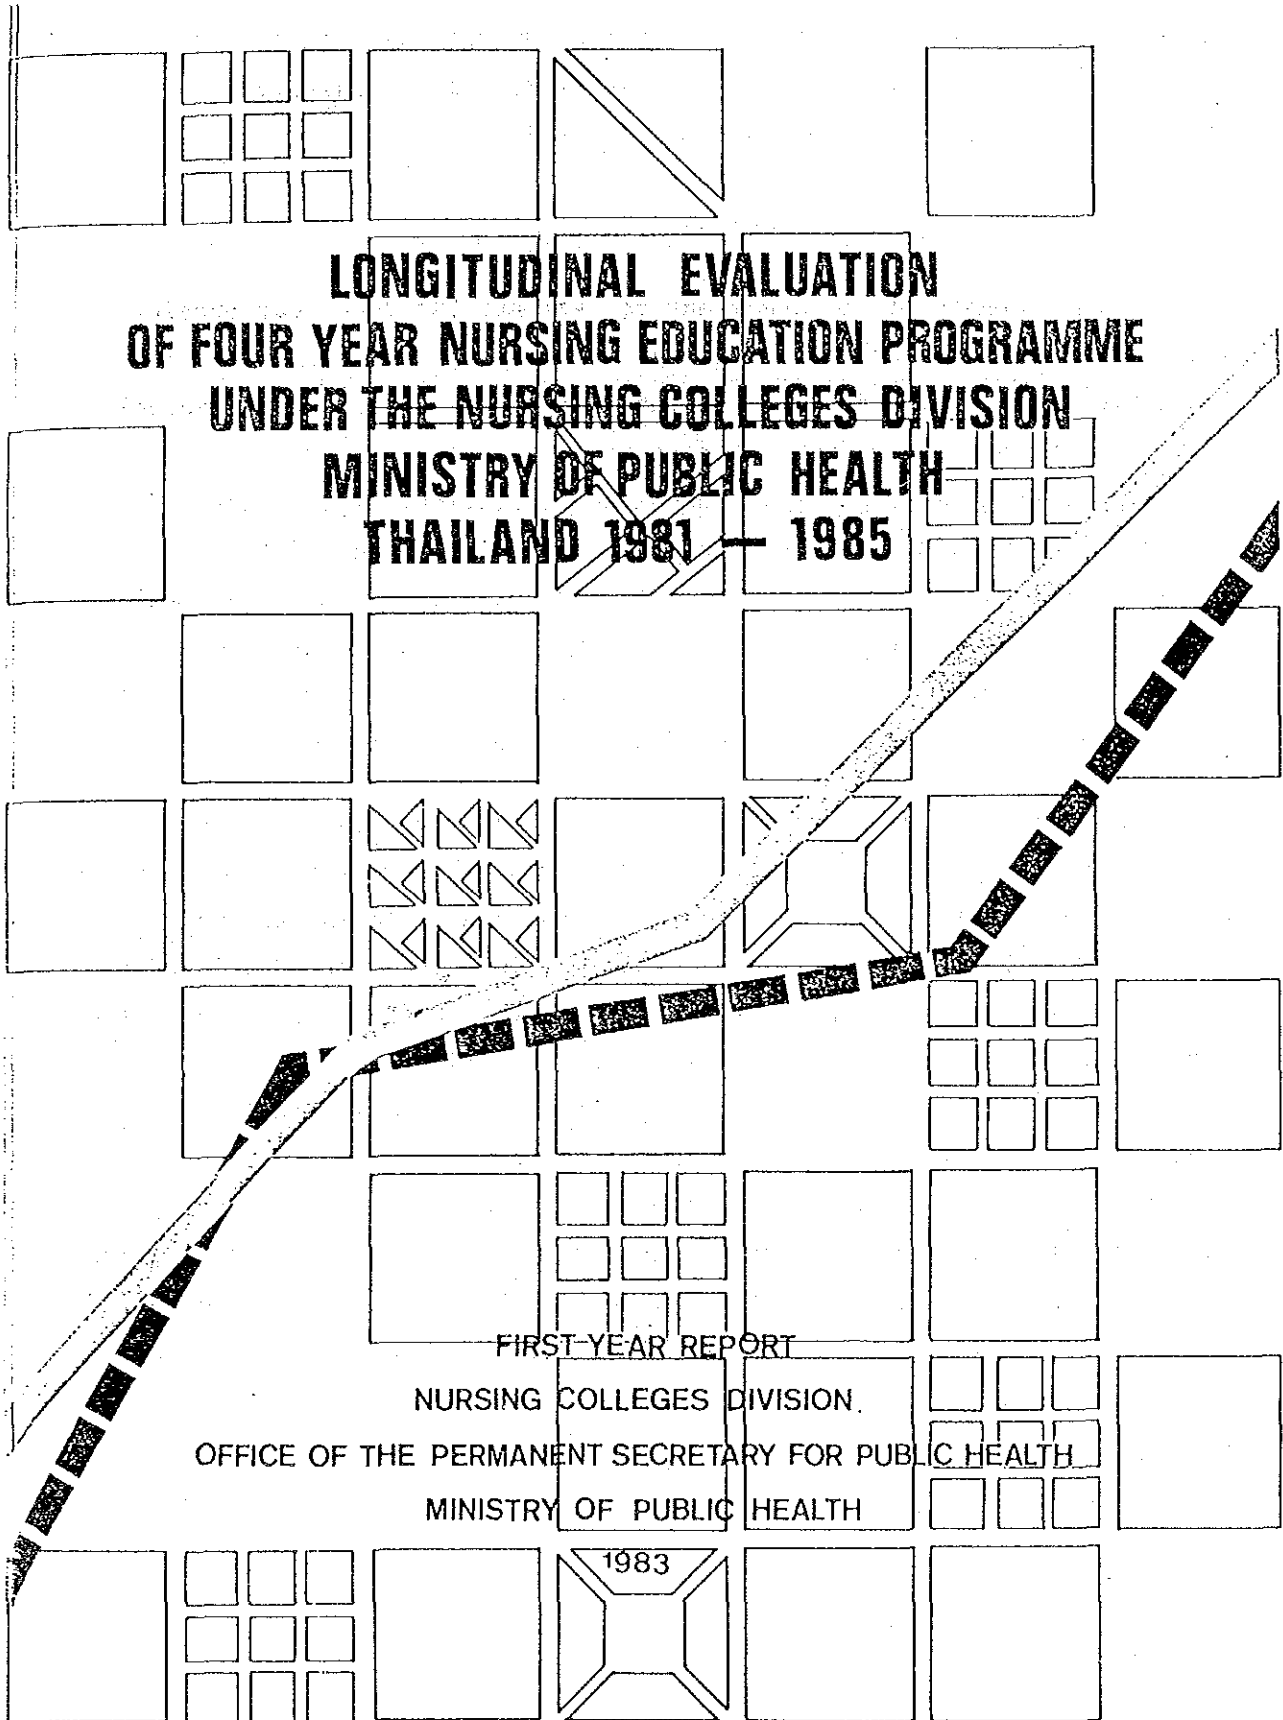 LONGITUDINAL EVALUATION
OF FOUR YEAR NURSING EDUCATION PROGRAMME
UNDER THE NURSING COLLEGES DIVISION
MINISTRY OF PUBLIC HEALTH
THAILAND 1981 — 1985
FIRST YEAR REPORT
NURSING COLLEGES DIVISION.
OFFICE OF THE PERMANENT SECRETARY FOR PUBLIC HEALTH
MINISTRY OF PUBLIC HEALTH
1983